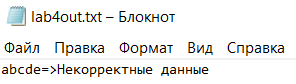 lab4out.txt – Блокнот
Файл Правка Формат Вид Справка
abcde=>Некорректные данные